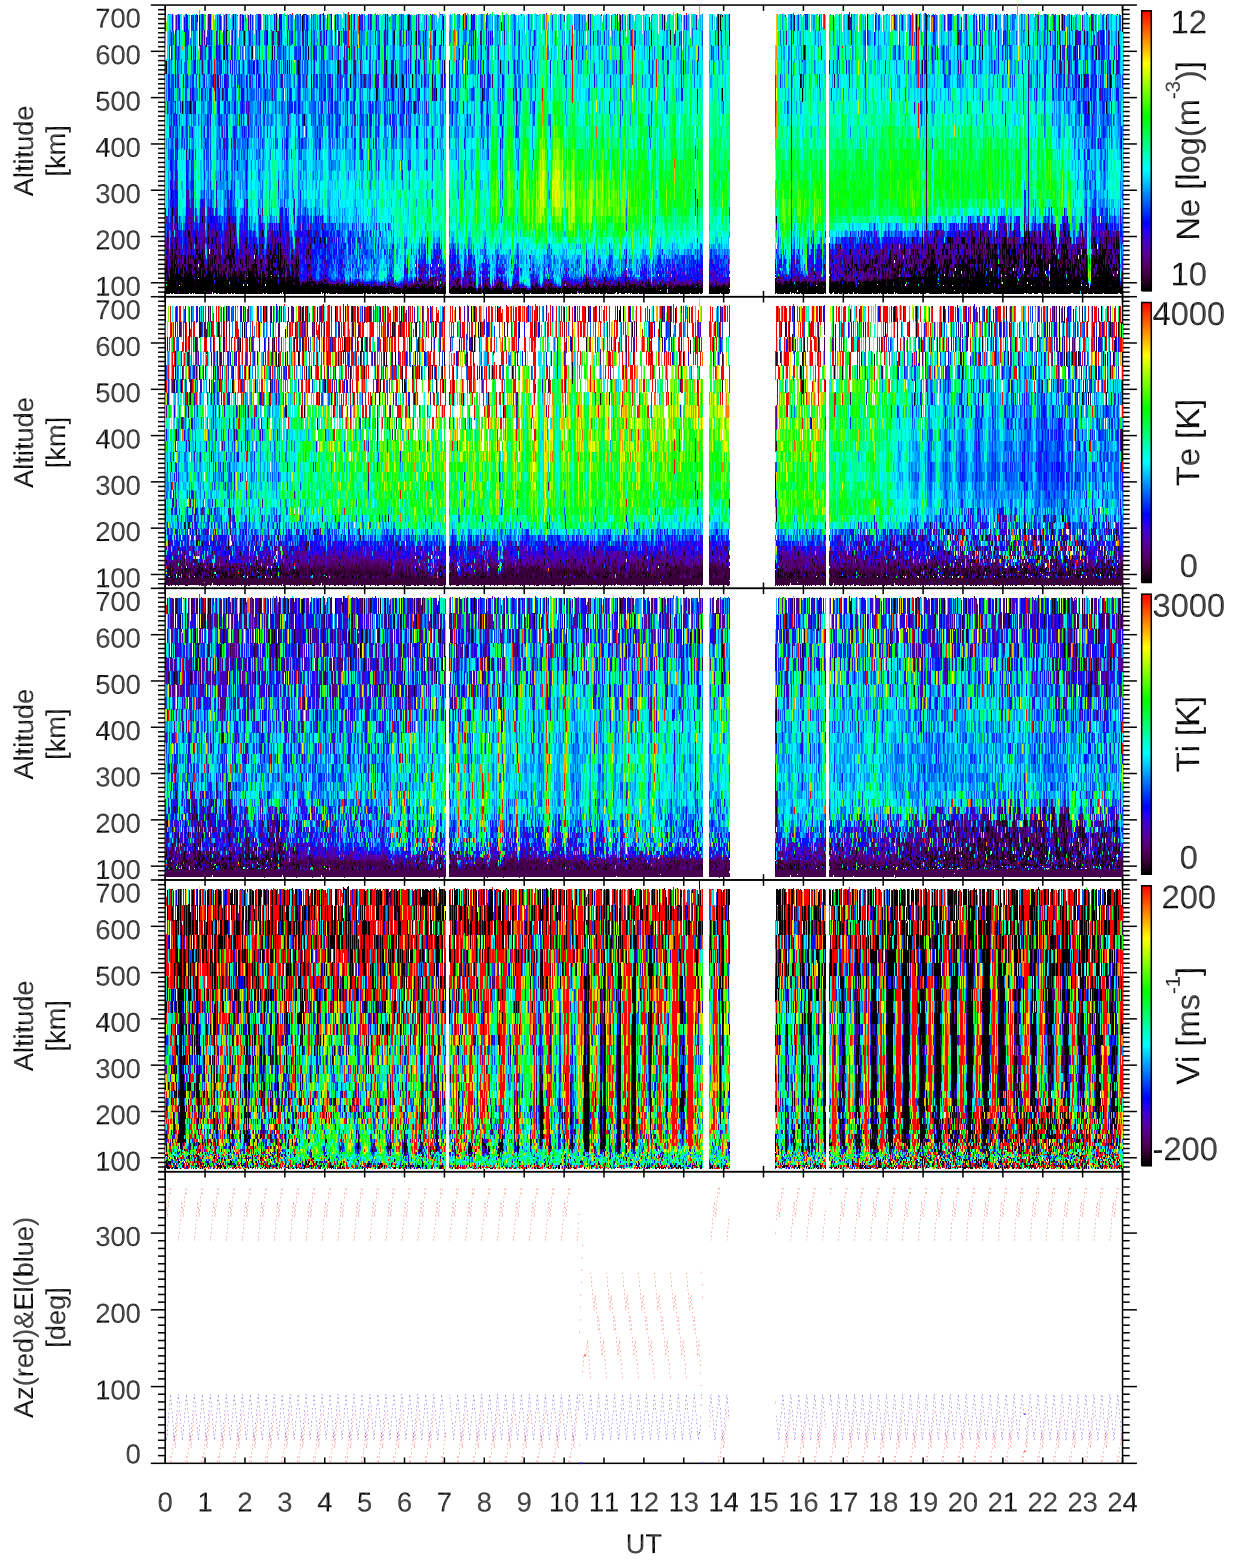 700
600
500
400
300
200
100
Altitude
[km]
12
Ne [log(m⁻³)]
10
700
600
500
400
300
200
100
Altitude
[km]
4000
Te [K]
0
700
600
500
400
300
200
100
Altitude
[km]
3000
Ti [K]
0
700
600
500
400
300
200
100
Altitude
[km]
200
Vi [ms⁻¹]
-200
300
200
100
0
Az(red)&El(blue)
[deg]
0 1 2 3 4 5 6 7 8 9 10 11 12 13 14 15 16 17 18 19 20 21 22 23 24
UT